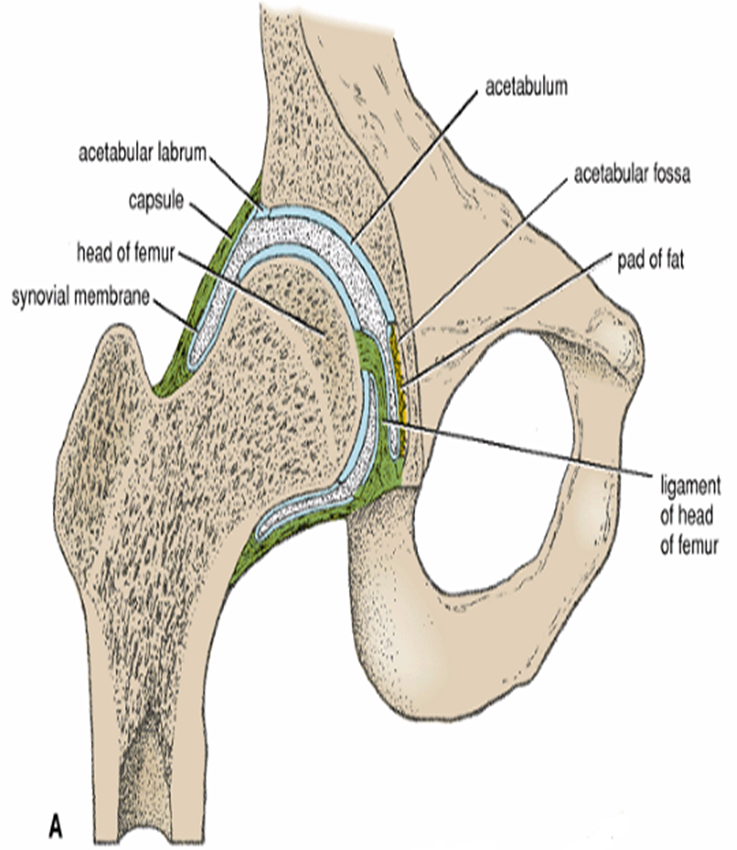 acetabulum
acetabular labrum
acetabular fossa
capsule
head of femur
pad of fat
synovial membrane
ligament
of head
of femur
A